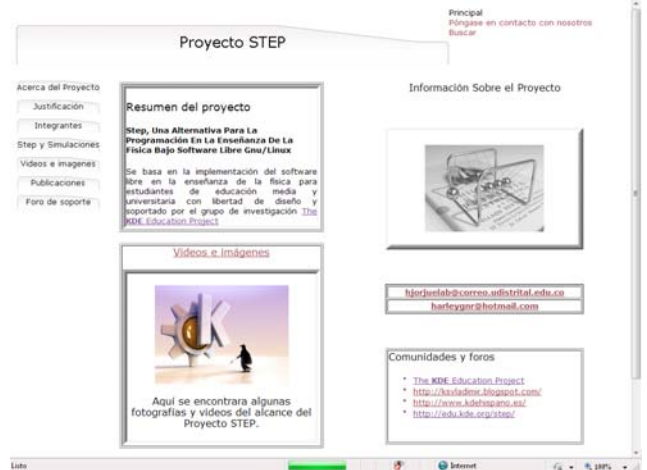 Principal
Póngase en contacto con nosotros
Buscar
Proyecto STEP
Acerca del Proyecto
Justificación
Integrantes
Step y Simulaciones
Videos e imagenes
Publicaciones
Foro de soporte
Resumen del proyecto
Step, Una Alternativa Para La
Programación En La Enseñanza De La
Física Bajo Software Libre Gnu/Linux
Se basa en la implementación del software
libre en la enseñanza de la física para
estudiantes de educación media y
universitaria con libertad de diseño y
soportado por el grupo de investigación The
KDE Education Project
Videos e imágenes
Aquí se encontrara algunas
fotografías y videos del alcance del
Proyecto STEP.
Información Sobre el Proyecto
hjorjuelab@correo.udistrital.edu.co
harleygnr@hotmail.com
Comunidades y foros
The KDE Education Project
http://ksvladimir.blogspot.com/
http://www.kdehispano.es/
http://edu.kde.org/step/
Listo
Internet
100%